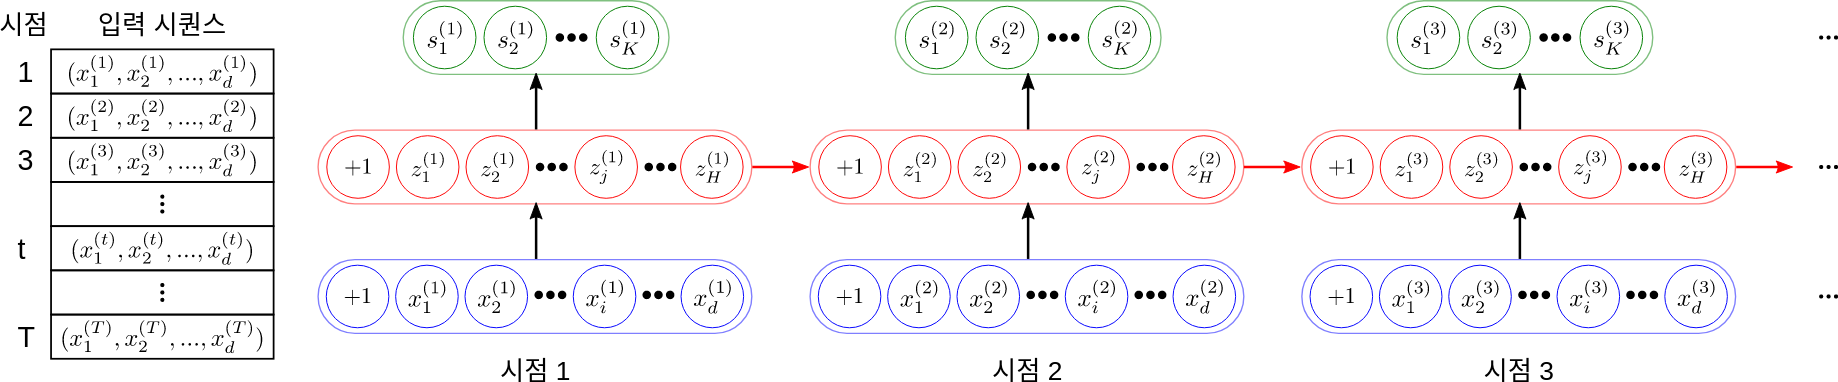 시점 입력 시퀀스
1 (x_1^{(1)}, x_2^{(1)}, ..., x_d^{(1)})
2 (x_1^{(2)}, x_2^{(2)}, ..., x_d^{(2)})
3 (x_1^{(3)}, x_2^{(3)}, ..., x_d^{(3)})
⋮
t (x_1^{(t)}, x_2^{(t)}, ..., x_d^{(t)})
⋮
T (x_1^{(T)}, x_2^{(T)}, ..., x_d^{(T)})
s_1^{(1)} s_2^{(1)} ••• s_K^{(1)} s_1^{(2)} s_2^{(2)} ••• s_K^{(2)} s_1^{(3)} s_2^{(3)} ••• s_K^{(3)} ...
+1 z_1^{(1)} z_2^{(1)} ••• z_j^{(1)} ••• z_H^{(1)} +1 z_1^{(2)} z_2^{(2)} ••• z_j^{(2)} ••• z_H^{(2)} +1 z_1^{(3)} z_2^{(3)} ••• z_j^{(3)} ••• z_H^{(3)} ...
+1 x_1^{(1)} x_2^{(1)} ••• x_i^{(1)} ••• x_d^{(1)} +1 x_1^{(2)} x_2^{(2)} ••• x_i^{(2)} ••• x_d^{(2)} +1 x_1^{(3)} x_2^{(3)} ••• x_i^{(3)} ••• x_d^{(3)} ...
시점 1 시점 2 시점 3